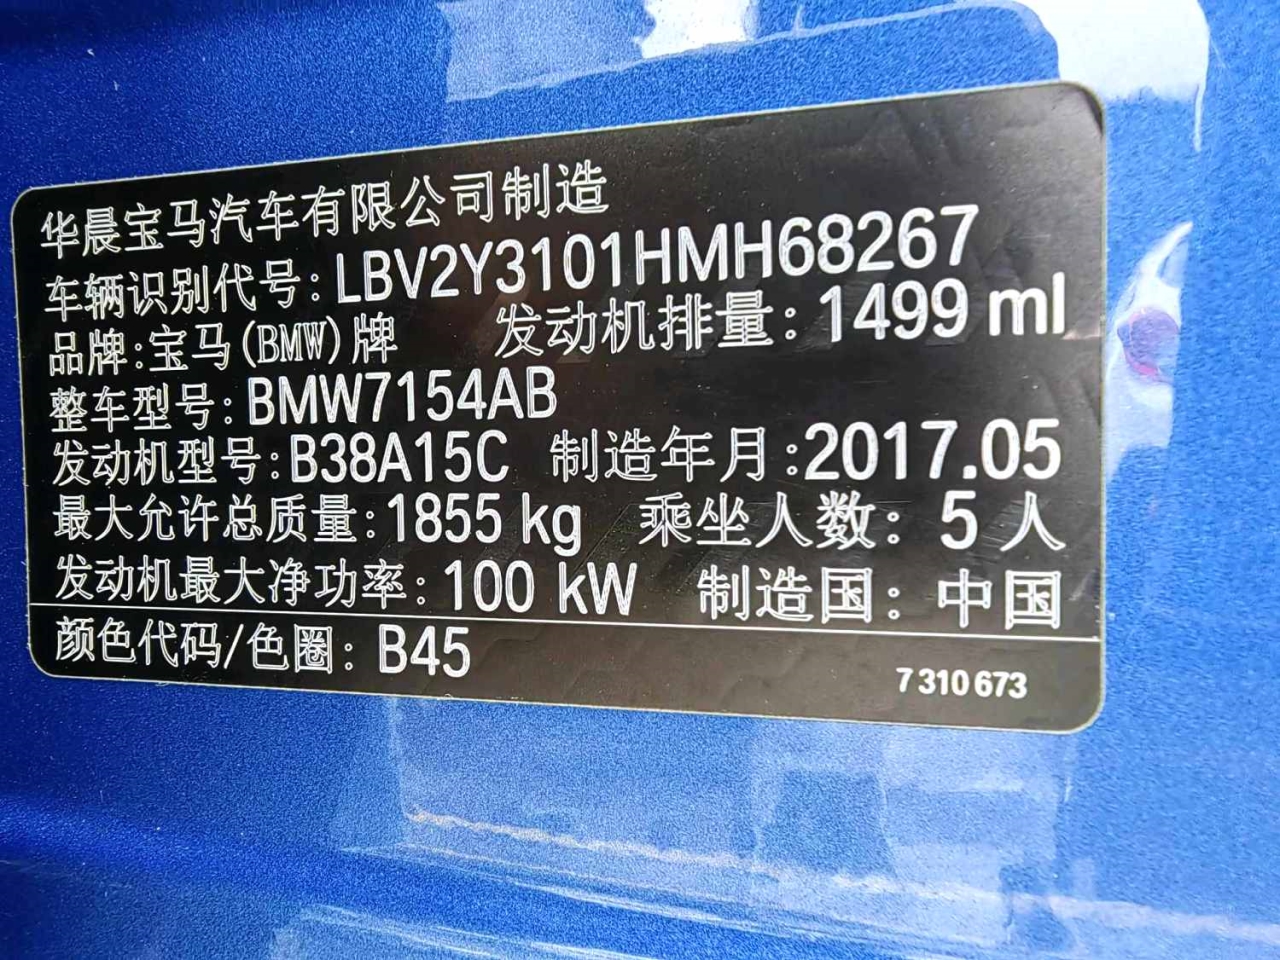 华晨宝马汽车有限公司制造
车辆识别代号:LBV2Y3101HMH68267
品牌:宝马(BMW)牌 发动机排量:1499 ml
整车型号:BMW7154AB
发动机型号:B38A15C 制造年月:2017.05
最大允许总质量:1855 kg 乘坐人数: 5 人
发动机最大净功率:100 kW 制造国: 中国
颜色代码/色圈: B45
7 310 673